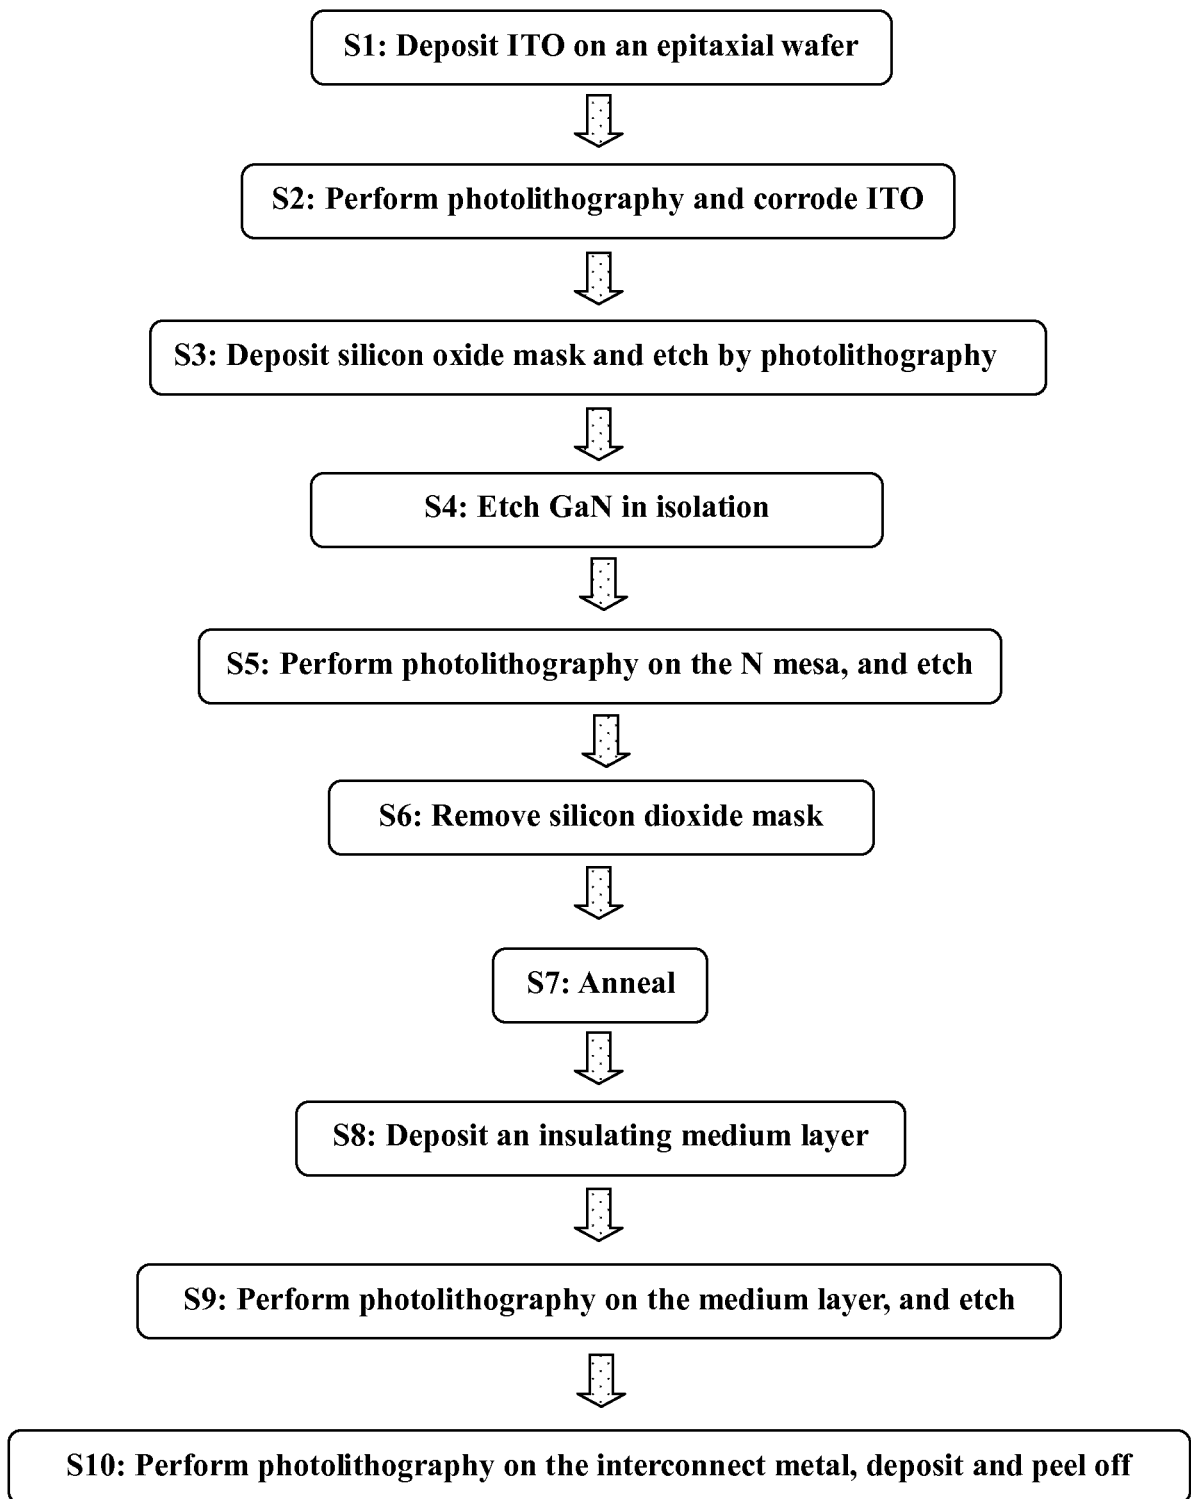 S1: Deposit ITO on an epitaxial wafer
S2: Perform photolithography and corrode ITO
S3: Deposit silicon oxide mask and etch by photolithography
S4: Etch GaN in isolation
S5: Perform photolithography on the N mesa, and etch
S6: Remove silicon dioxide mask
S7: Anneal
S8: Deposit an insulating medium layer
S9: Perform photolithography on the medium layer, and etch
S10: Perform photolithography on the interconnect metal, deposit and peel off